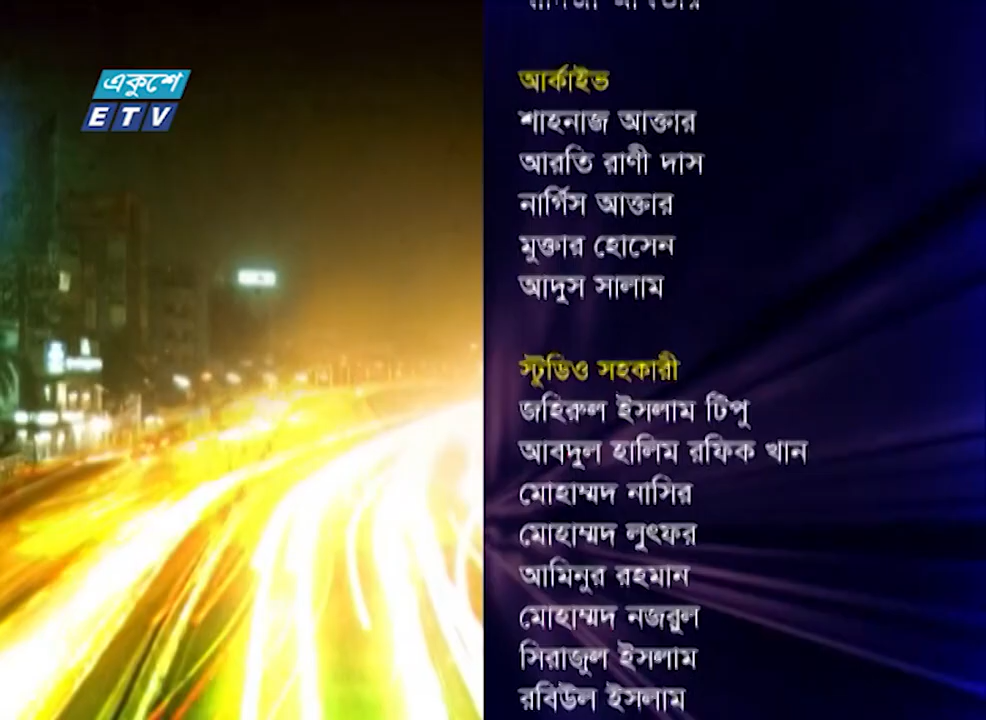 একুশে
ETV
আর্কাইভ
শাহনাজ আক্তার
আরতি রাণী দাস
নার্গিস আক্তার
মুক্তার হোসেন
আদুস সালাম
স্টুডিও সহকারী
জহিরুল ইসলাম টিপু
আবদুল হালিম রফিক খান
মোহাম্মদ নাসির
মোহাম্মদ লুৎফর
আমিনুর রহমান
মোহাম্মদ নজরুল
সিরাজুল ইসলাম
রবিউল ইসলাম